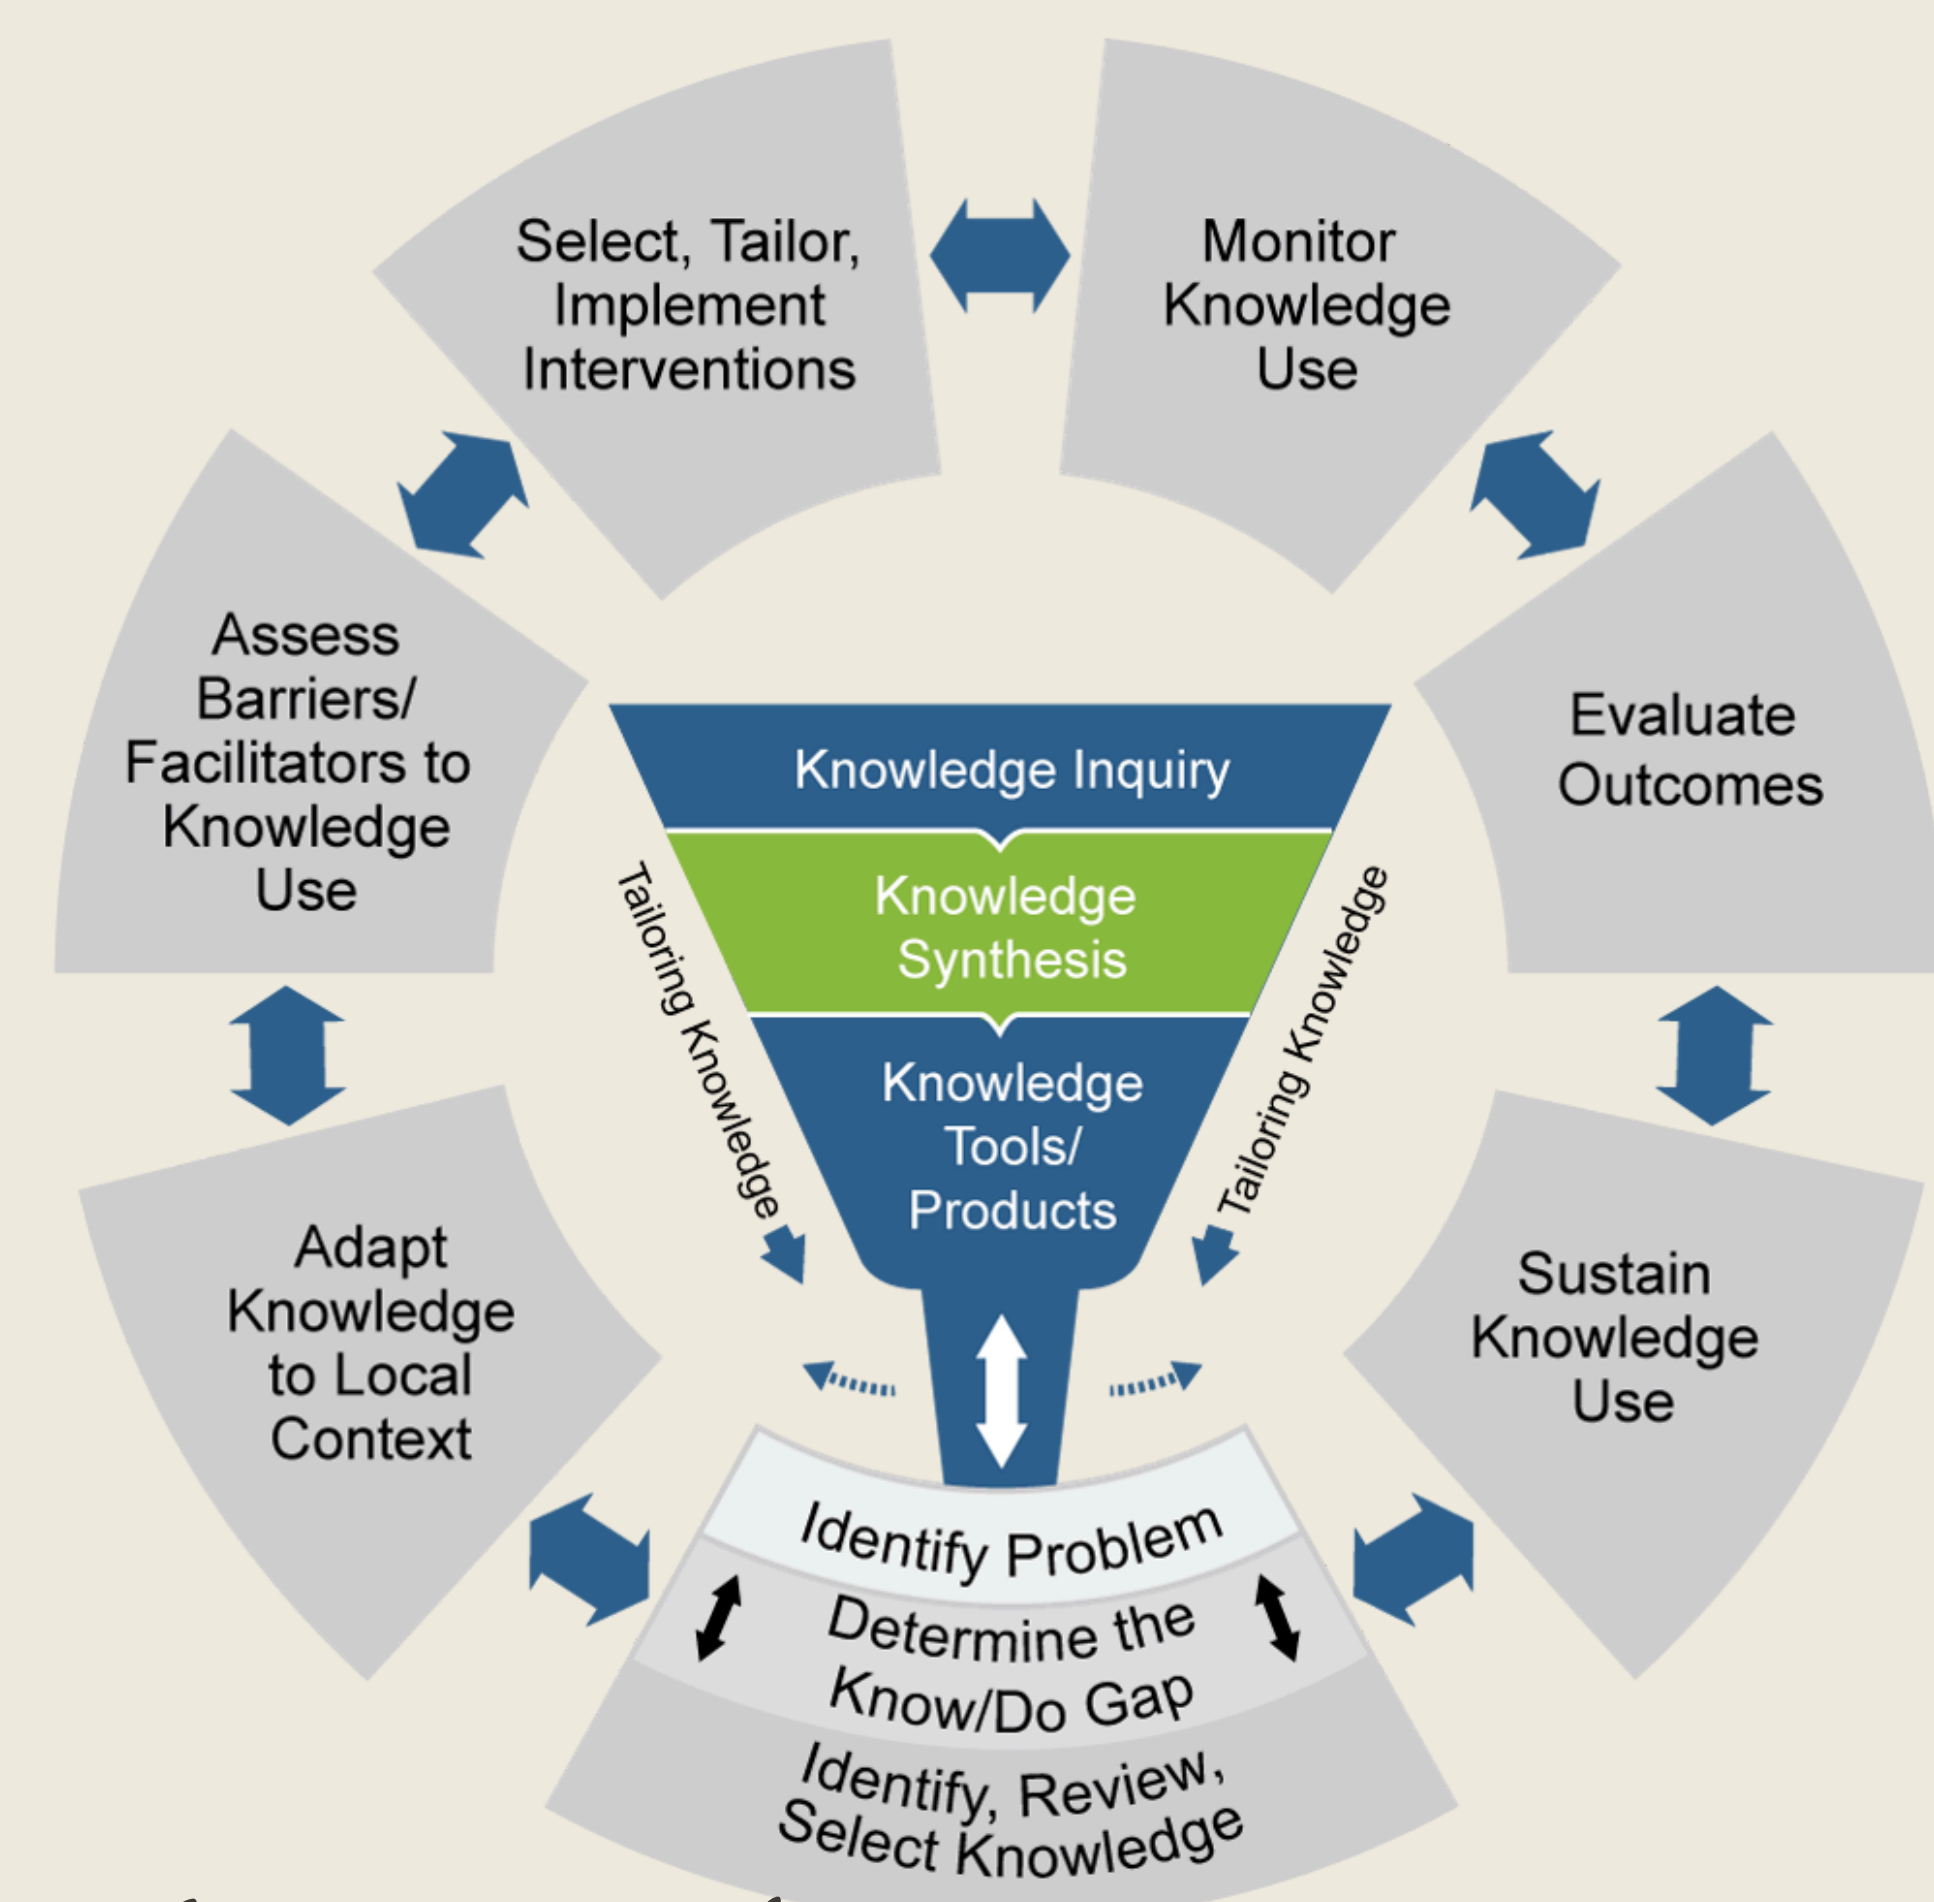 Select, Tailor,
Implement
Interventions
Monitor
Knowledge
Use
Assess
Barriers/
Facilitators to
Knowledge
Use
Evaluate
Outcomes
Knowledge Inquiry
Knowledge
Synthesis
Knowledge
Tools/
Products
Tailoring Knowledge
Tailoring Knowledge
Adapt
Knowledge
to Local
Context
Sustain
Knowledge
Use
Identify Problem
Determine the
Know/Do Gap
Identify, Review,
Select Knowledge